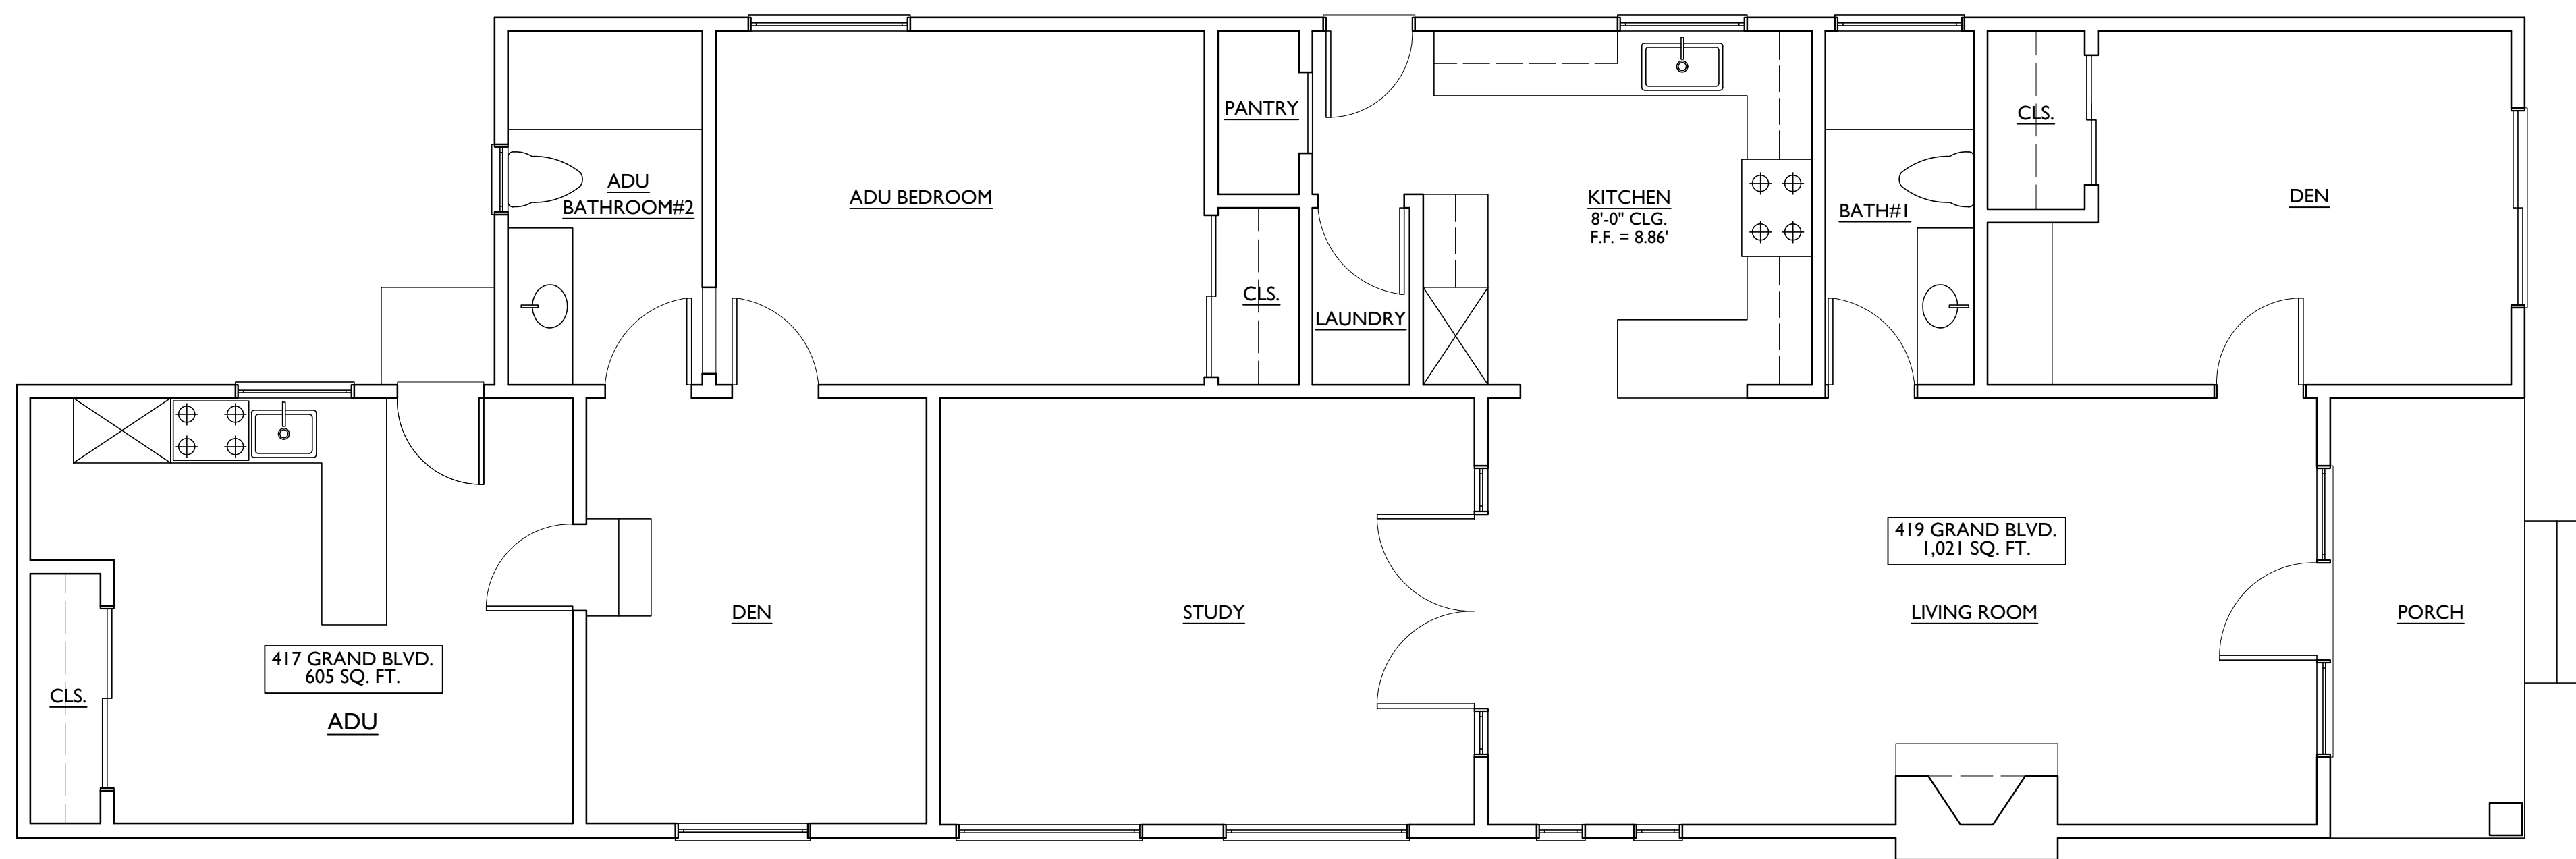 PANTRY
CLS.
ADU
BATHROOM#2
ADU BEDROOM
KITCHEN
8'-0" CLG.
F.F. = 8.86'
BATH#1
DEN
CLS.
LAUNDRY
419 GRAND BLVD.
1,021 SQ. FT.
DEN
STUDY
LIVING ROOM
PORCH
417 GRAND BLVD.
605 SQ. FT.
CLS.
ADU